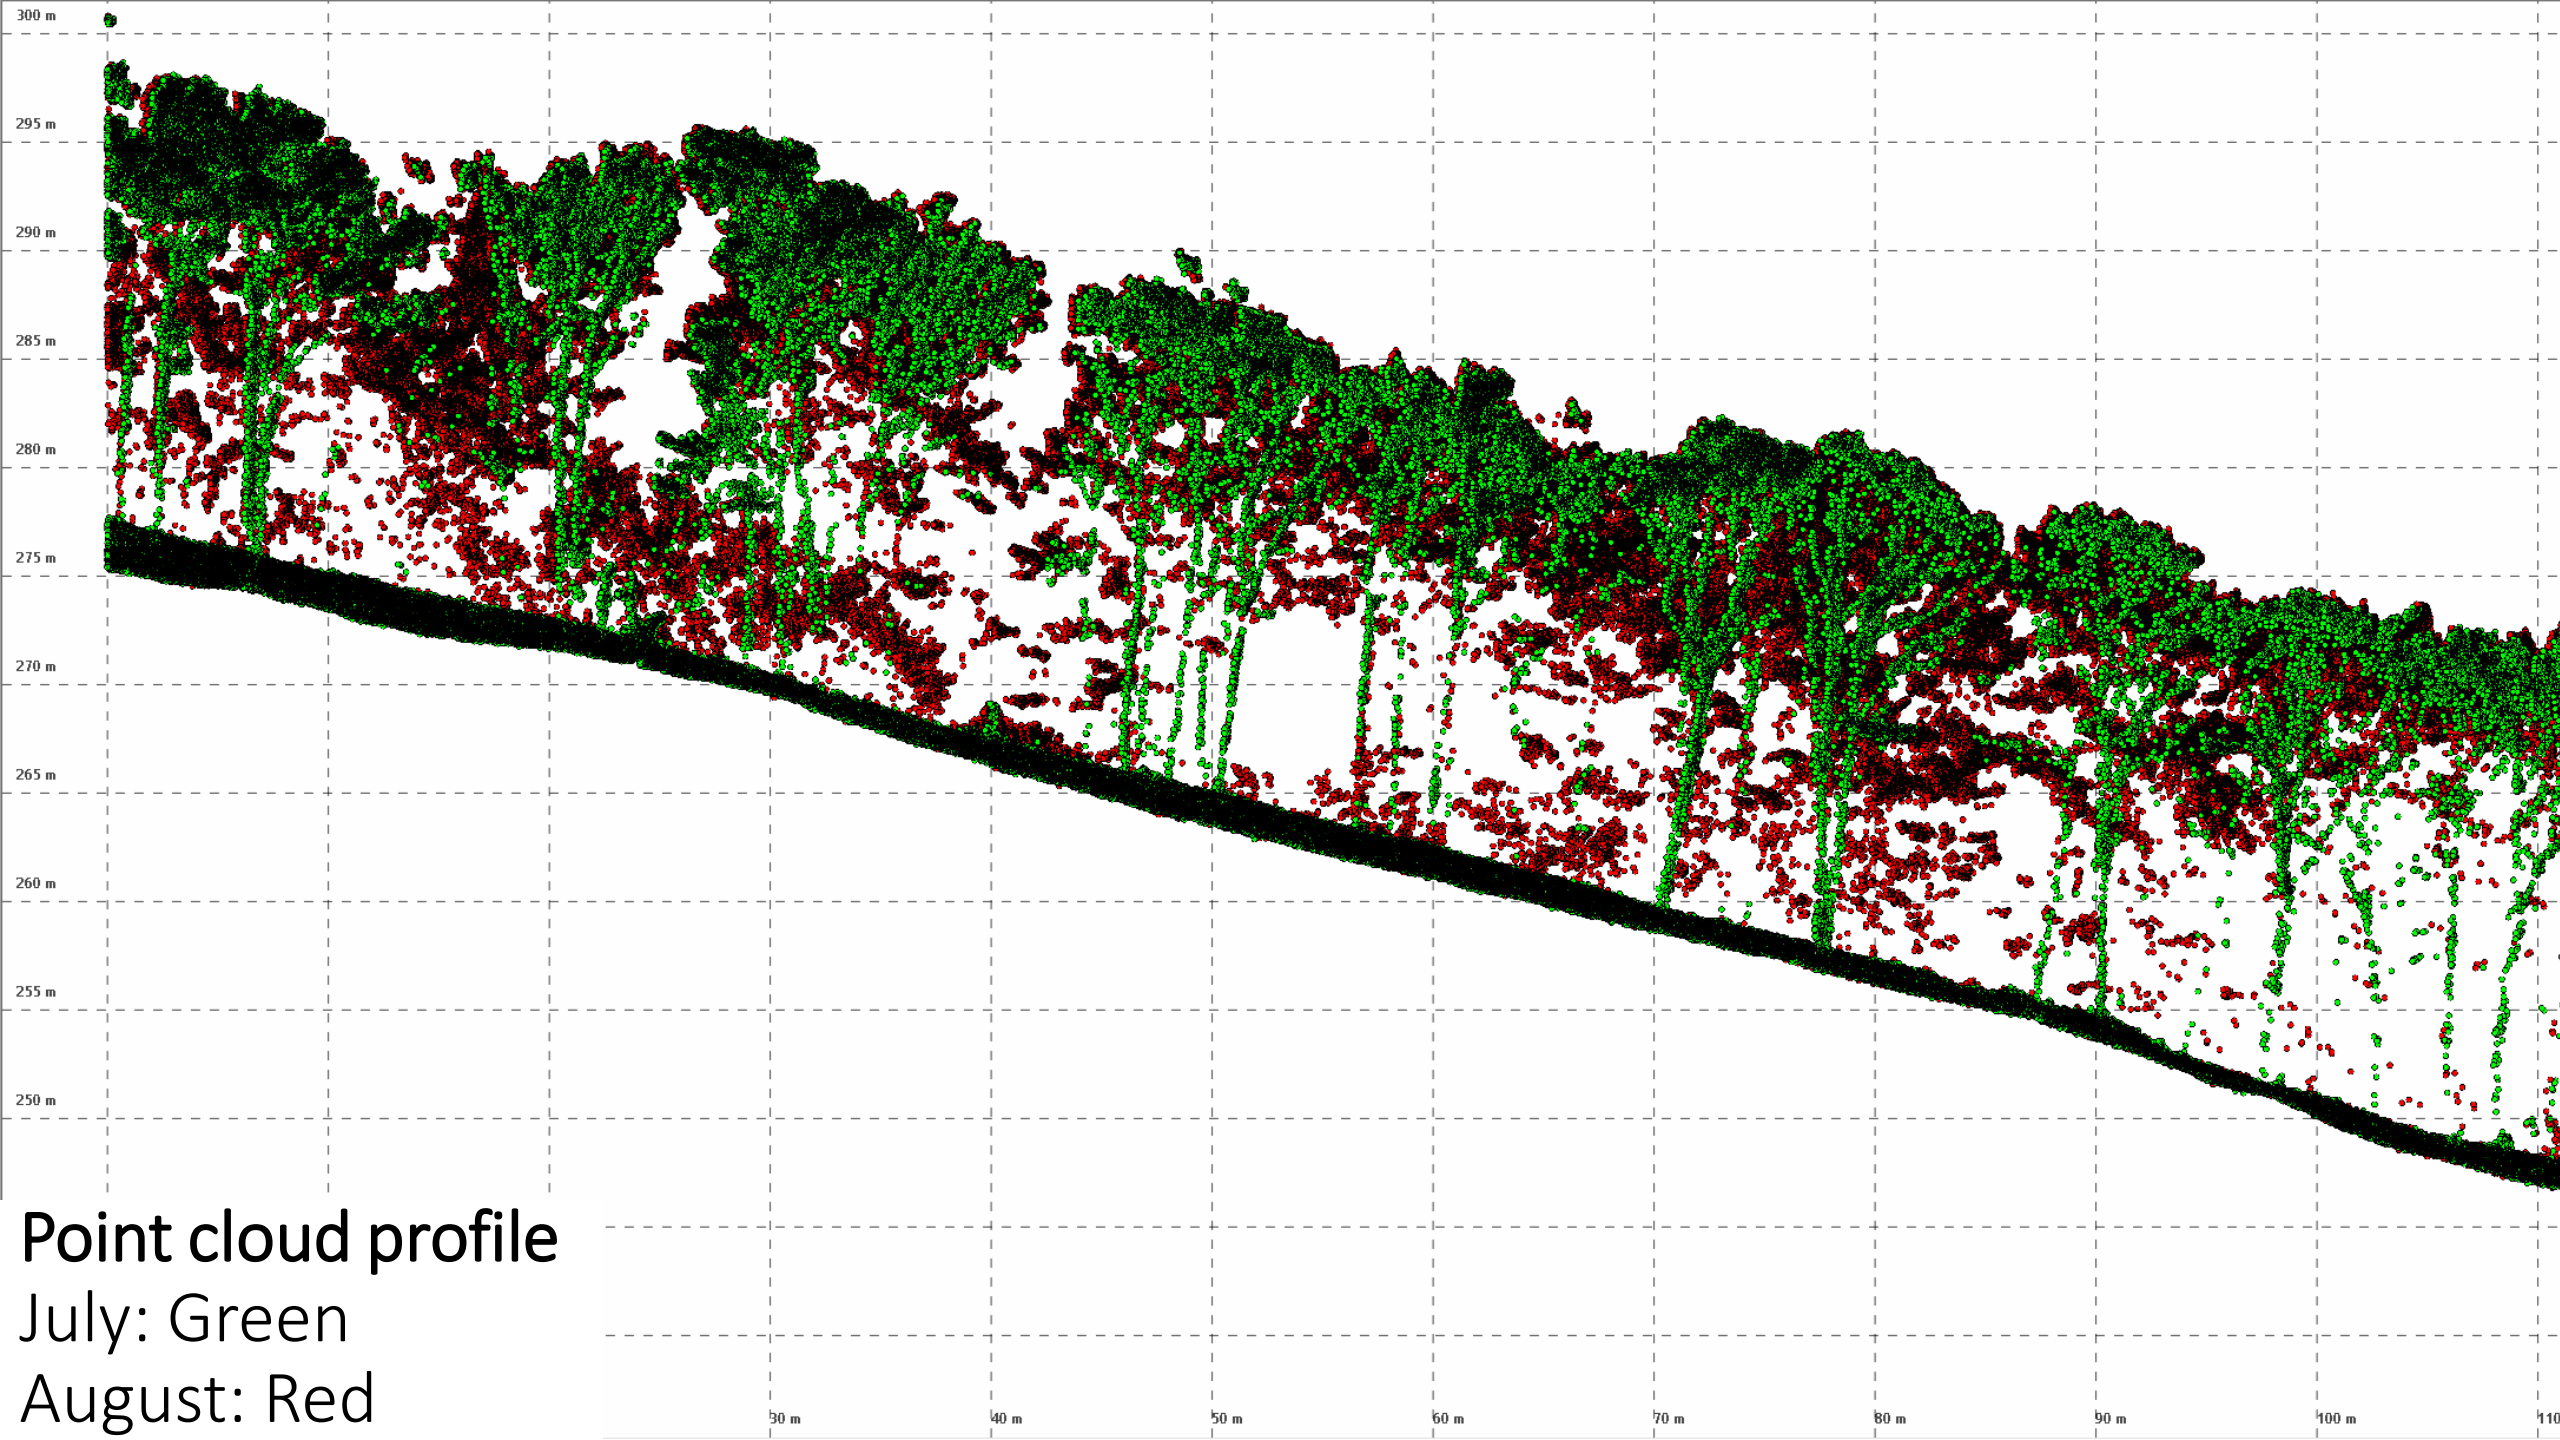 300 m
295 m
290 m
285 m
280 m
275 m
270 m
265 m
260 m
255 m
250 m
Point cloud profile
July: Green
August: Red
30 m 40 m 50 m 60 m 70 m 80 m 90 m 100 m 110